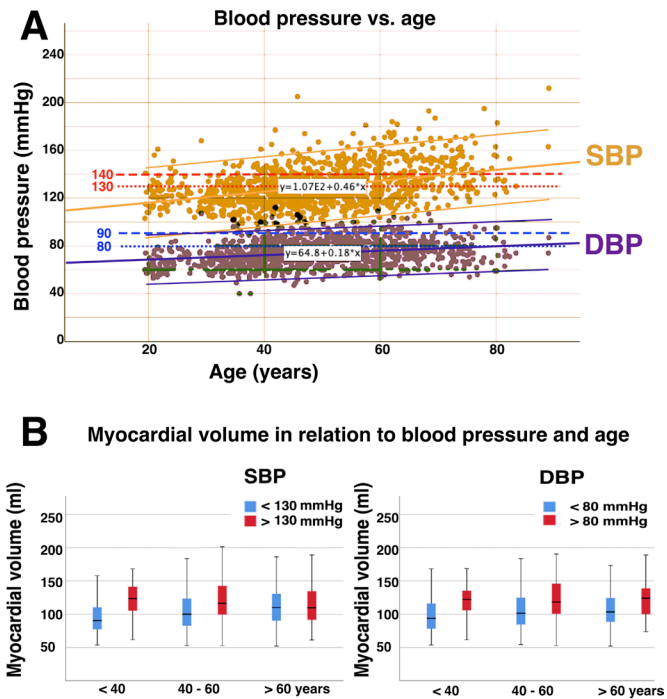 A
Blood pressure vs. age
Blood pressure (mmHg)
240
200
160
140
130
120
90
80
80
40
0
y=1.07E2+0.46*x
y=64.8+0.18*x
SBP
DBP
20 40 60 80
Age (years)
B
Myocardial volume in relation to blood pressure and age
SBP
< 130 mmHg
> 130 mmHg
Myocardial volume (ml)
250
200
150
100
50
< 40 40 - 60 > 60 years
DBP
< 80 mmHg
> 80 mmHg
Myocardial volume (ml)
250
200
150
100
50
< 40 40 - 60 > 60 years